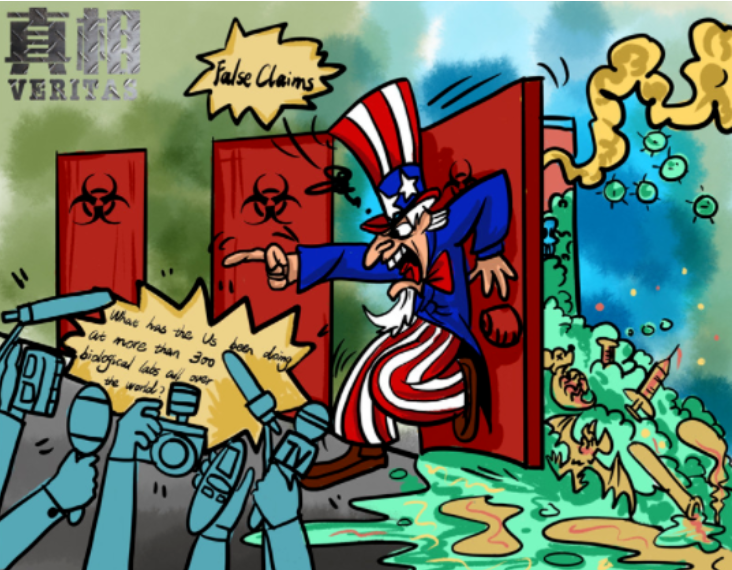 真相
VERITAS
False Claims
What has the Us been doing
at more than 300
biological labs all over
the world?
TV